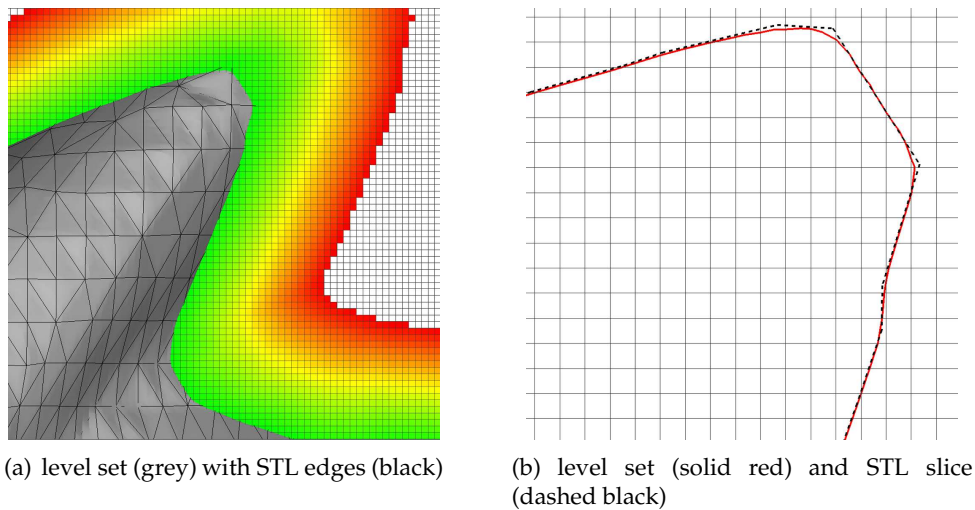 (a) level set (grey) with STL edges (black)
(b) level set (solid red) and STL slice
(dashed black)